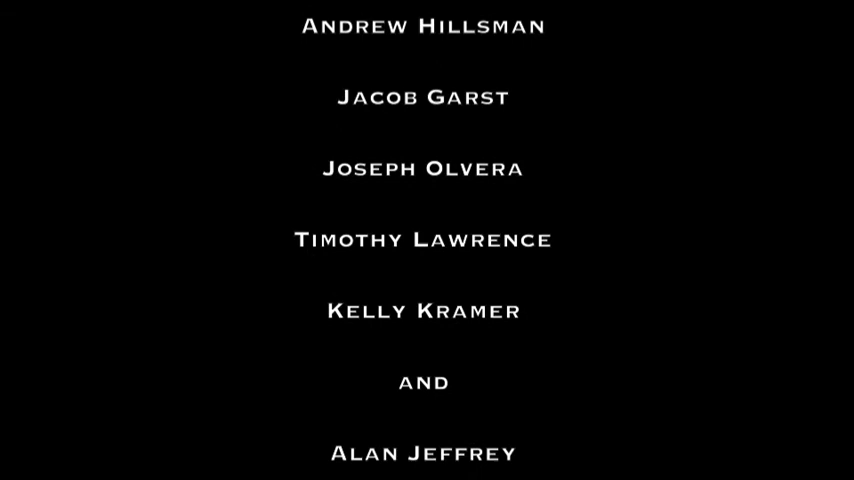 Andrew Hillsman
Jacob Garst
Joseph Olvera
Timothy Lawrence
Kelly Kramer
and
Alan Jeffrey